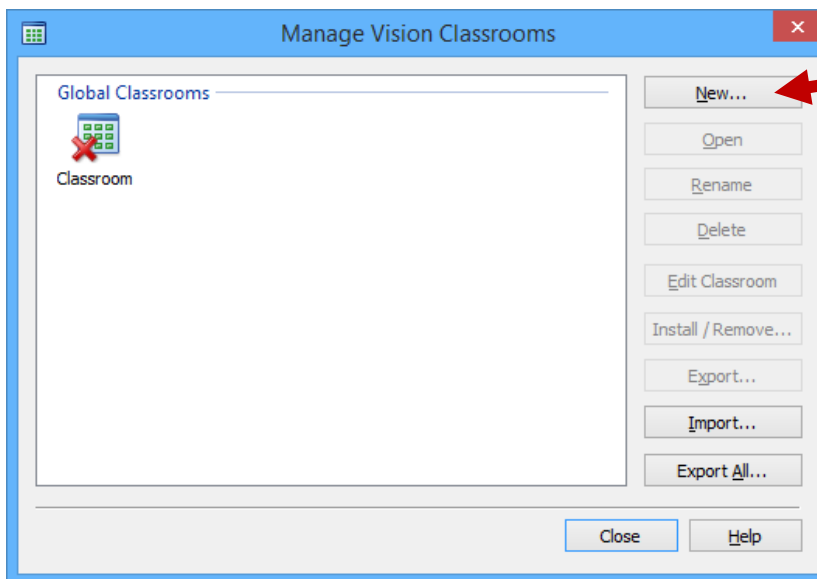 Manage Vision Classrooms
Global Classrooms
Classroom
New...
Open
Rename
Delete
Edit Classroom
Install / Remove...
Export...
Import...
Export All...
Close
Help